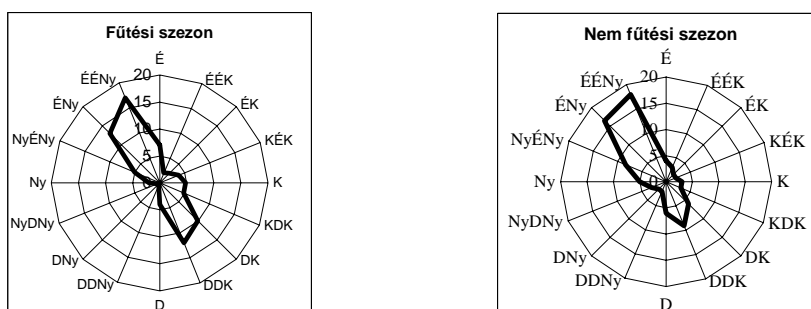 Fűtési szezon
É
ÉÉNy
ÉÉK
ÉNy
ÉK
NyÉNy
KÉK
Ny
K
NyDNy
KDK
DNy
DK
DDNy
DDK
D
20
15
10
5
0
Nem fűtési szezon
É
ÉÉNy
ÉÉK
ÉNy
ÉK
NyÉNy
KÉK
Ny
K
NyDNy
KDK
DNy
DK
DDNy
DDK
D
20
15
10
5
0